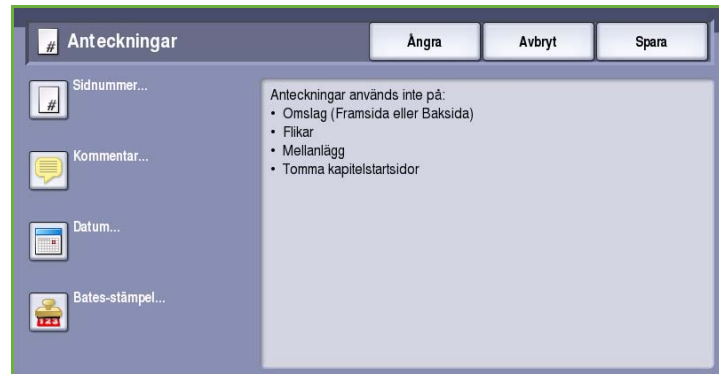 Anteckningar
Ångra
Avbryt
Spara
Sidnummer...
Kommentar...
Datum...
Bates-stämpel...
Anteckningar används inte på:
• Omslag (Framsida eller Baksida)
• Flikar
• Mellanlägg
• Tomma kapitelstartsidor